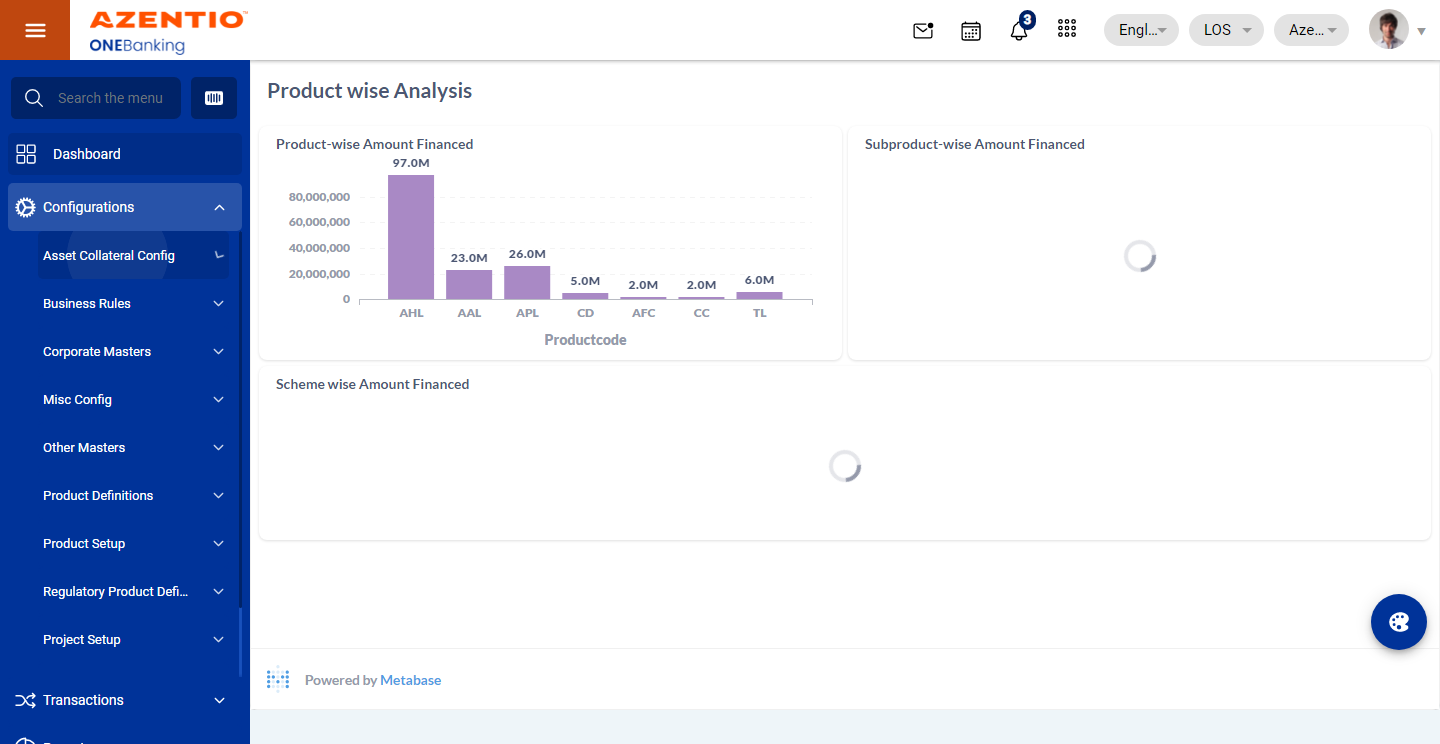 AZENTIO™
ONEBanking
3
Engl...
LOS
Aze...
Search the menu
Dashboard
Configurations
Asset Collateral Config
Business Rules
Corporate Masters
Misc Config
Other Masters
Product Definitions
Product Setup
Regulatory Product Defi...
Project Setup
Transactions
Product wise Analysis
Product-wise Amount Financed
97.0M
80,000,000
60,000,000
40,000,000
20,000,000
0
23.0M
26.0M
5.0M
2.0M
2.0M
6.0M
AHL
AAL
APL
CD
AFC
CC
TL
Productcode
Subproduct-wise Amount Financed
Scheme wise Amount Financed
Powered by Metabase